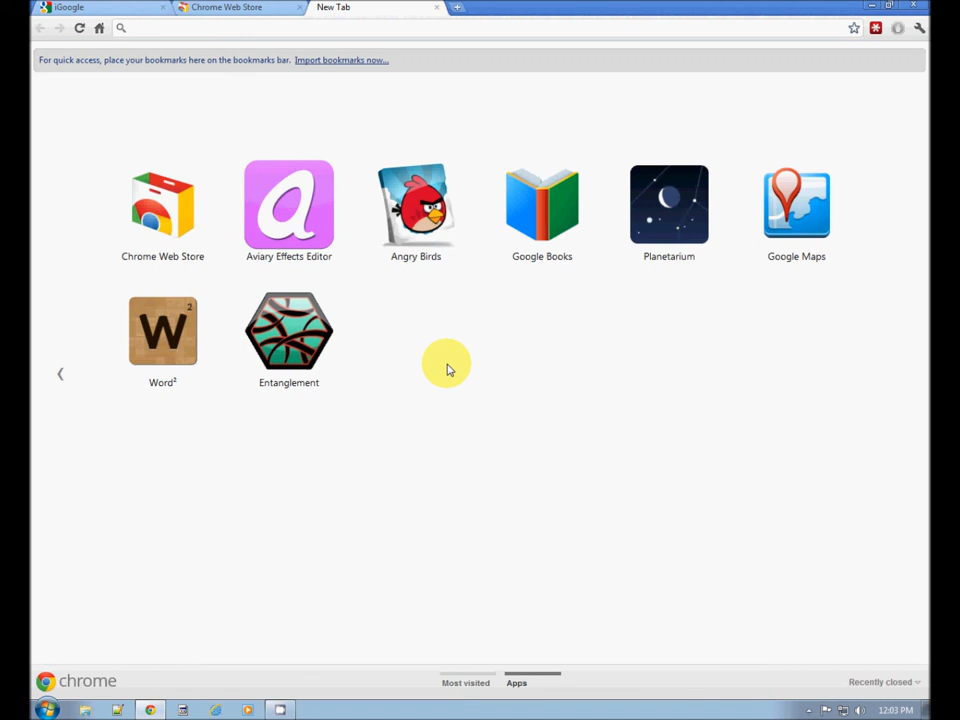 iGoogle
Chrome Web Store
New Tab
For quick access, place your bookmarks here on the bookmarks bar. Import bookmarks now...
Chrome Web Store
a
Aviary Effects Editor
Angry Birds
Google Books
Planetarium
Google Maps
W 2
Word²
Entanglement
chrome
Most visited
Apps
Recently closed
12:03 PM